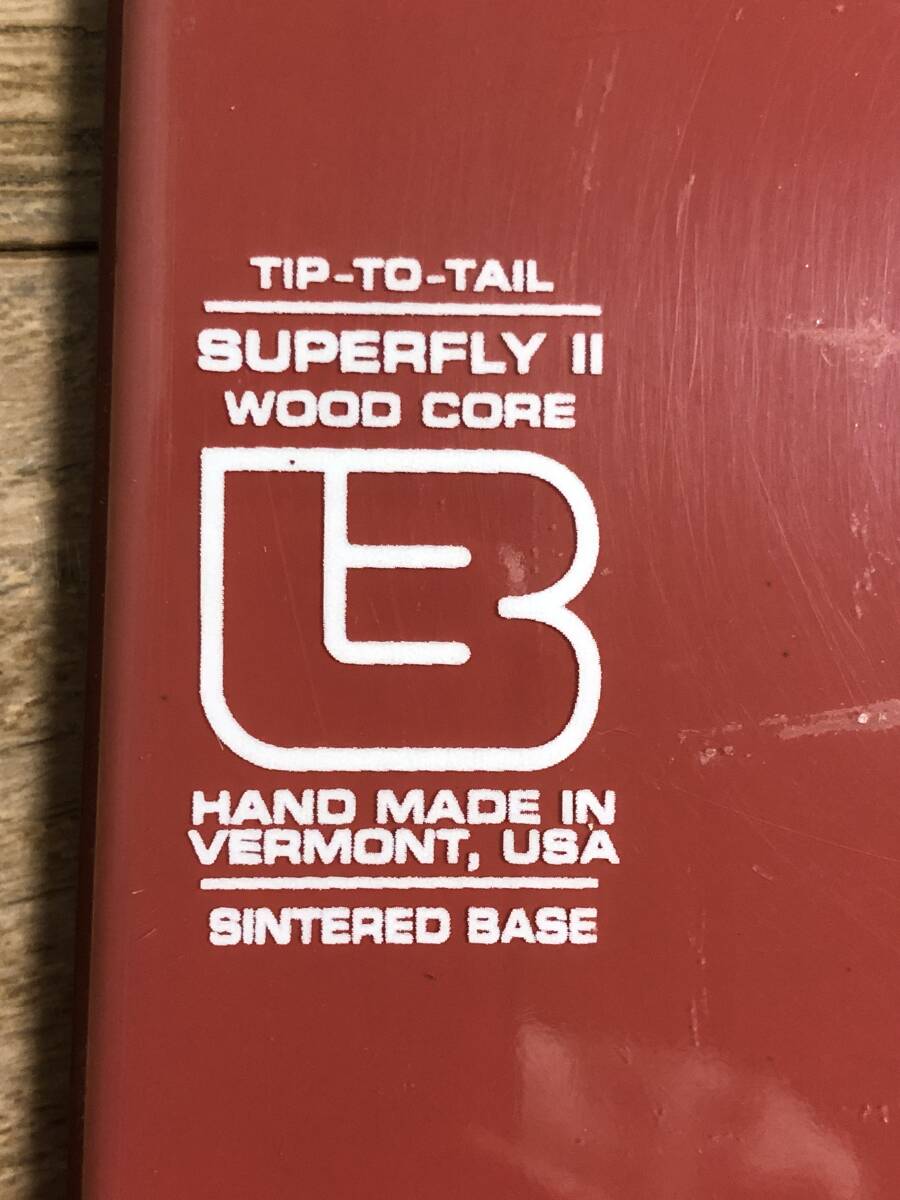 TIP-TO-TAIL
SUPERFLY II
WOOD CORE
HAND MADE IN
VERMONT, USA
SINTERED BASE